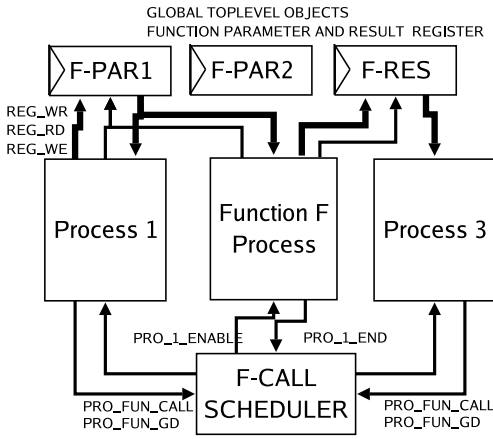 GLOBAL TOPLEVEL OBJECTS
FUNCTION PARAMETER AND RESULT REGISTER
F-PAR1
F-PAR2
F-RES
REG_WR
REG_RD
REG_WE
Process 1
Function F
Process
Process 3
PRO_1_ENABLE
PRO_1_END
F-CALL
SCHEDULER
PRO_FUN_CALL
PRO_FUN_GD
PRO_FUN_CALL
PRO_FUN_GD